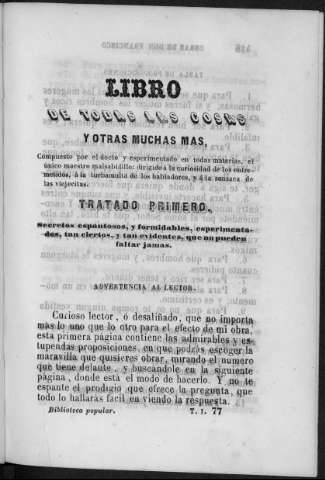 LIBRO
DE TODAS LAS COSAS
Y OTRAS MUCHAS MAS,
Compuesto por el docto y esperimentado en todas materias, el
único maestro malsabidillo: dirigido á la curiosidad de los entre-
metidos, á la turbamulta de los habladores, y á la sonsaca de
las viejecitas.
TRATADO PRIMERO.
Secretos espantosos, y formidables, esperimenta-
dos, tan ciertos, y tan evidentes, que no pueden
faltar jamas.
ADVERTENCIA AL LECTOR.
Curioso lector, ó desaliñado, que no importa
mas lo uno que lo otro para el efecto de mi obra,
esta primera página contiene las admirables y es-
tupendas proposiciones, en que podrás escoger la
maravilla que quisieres obrar, mirando el numero
que tiene delante, y buscándole en la siguiente
página, donde está el modo de hacerlo. Y no te
espante el prodigio que ofrece la pregunta, que
todo lo hallarás facil en viendo la respuesta.
Biblioteca popular. T. I. 77